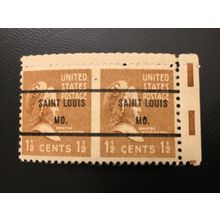 UNITED STATES POSTAGE
UNITED STATES POSTAGE
SAINT LOUIS
MO.
SAINT LOUIS
MO.
MARTHA
1½ CENTS 1½
1½ CENTS 1½